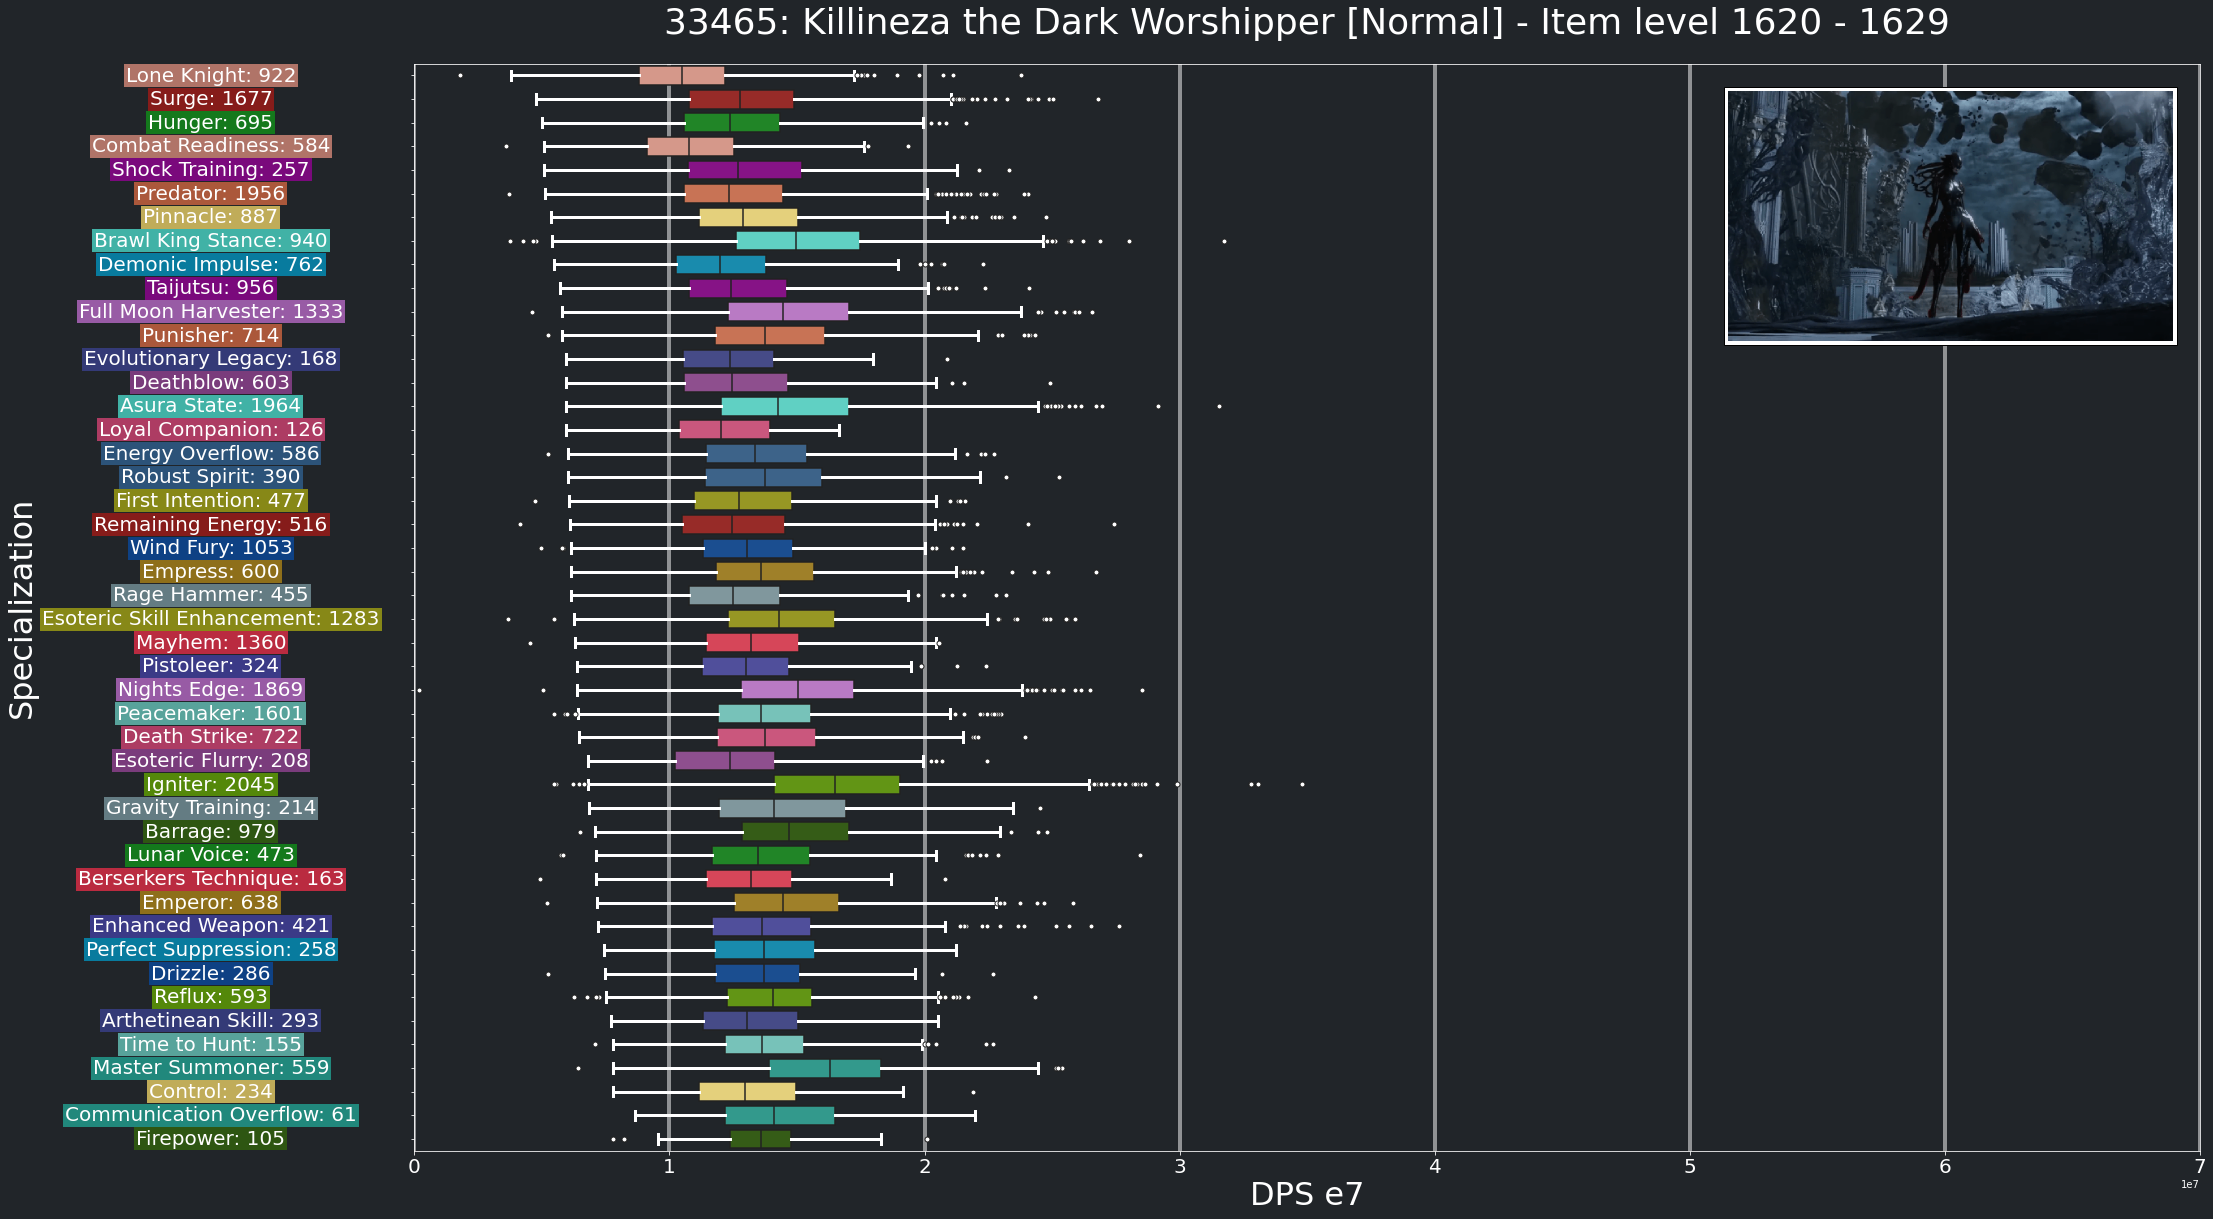 33465: Killineza the Dark Worshipper [Normal] - Item level 1620 - 1629
Specialization
Lone Knight: 922
Surge: 1677
Hunger: 695
Combat Readiness: 584
Shock Training: 257
Predator: 1956
Pinnacle: 887
Brawl King Stance: 940
Demonic Impulse: 762
Taijutsu: 956
Full Moon Harvester: 1333
Punisher: 714
Evolutionary Legacy: 168
Deathblow: 603
Asura State: 1964
Loyal Companion: 126
Energy Overflow: 586
Robust Spirit: 390
First Intention: 477
Remaining Energy: 516
Wind Fury: 1053
Empress: 600
Rage Hammer: 455
Esoteric Skill Enhancement: 1283
Mayhem: 1360
Pistoleer: 324
Nights Edge: 1869
Peacemaker: 1601
Death Strike: 722
Esoteric Flurry: 208
Igniter: 2045
Gravity Training: 214
Barrage: 979
Lunar Voice: 473
Berserkers Technique: 163
Emperor: 638
Enhanced Weapon: 421
Perfect Suppression: 258
Drizzle: 286
Reflux: 593
Arthetinean Skill: 293
Time to Hunt: 155
Master Summoner: 559
Control: 234
Communication Overflow: 61
Firepower: 105
0 1 2 3 4 5 6 7
1e7
DPS e7